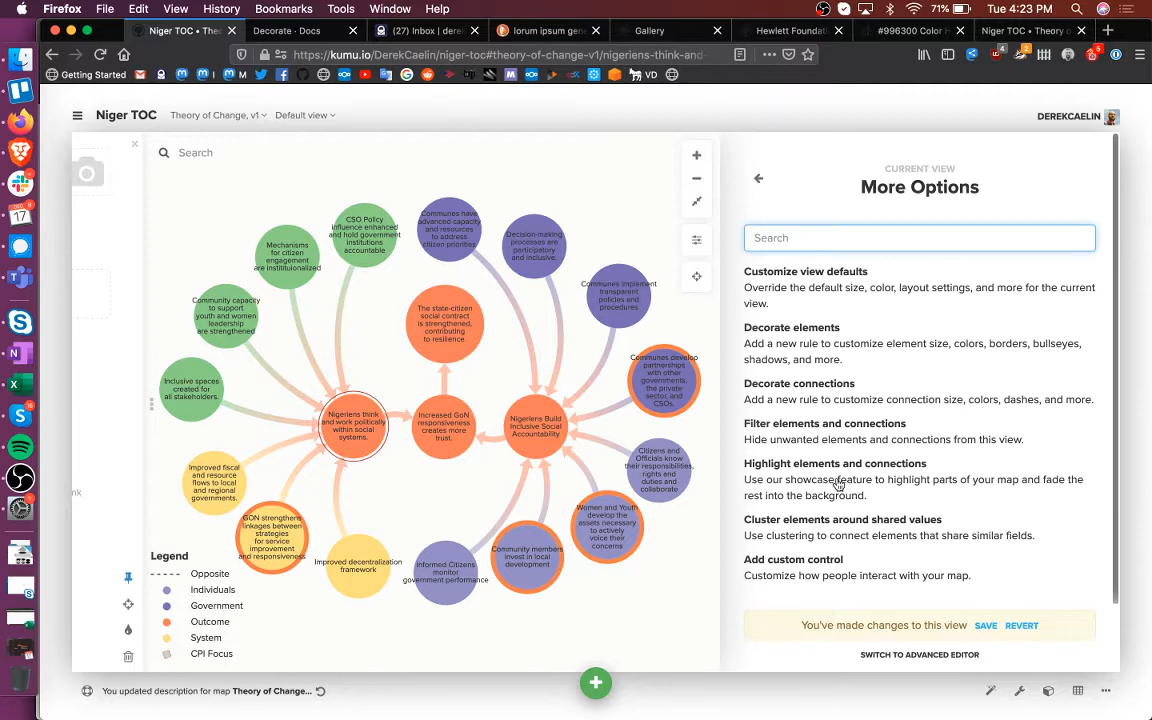 Firefox File Edit View History Bookmarks Tools Window Help
71% Tue 4:23 PM
Niger TOC • The
Decorate · Docs
(27) Inbox | derek
lorum ipsum gene
Gallery
Hewlett Foundat
#996300 Color H
Niger TOC • Theory o
https://kumu.io/DerekCaelin/niger-toc#theory-of-change-v1/nigeriens-think-and-
Getting Started
VD
Niger TOC
Theory of Change, v1
Default view
DEREKCAELIN
Search
CSO Policy
influence enhanced
and hold government
institutions
accountable
Communes have
advanced capacity
and resources
to address
citizen priorities
Decision-making
processes are
participatory
and inclusive.
Mechanisms
for citizen
engagement
are instituionalized
Communes implement
transparent
policies and
procedures
Community capacity
to support
youth and women
leadership
are strengthened
The state-citizen
social contract
is strengthened,
contributing
to resilience.
Communes develop
partnerships
with other
governments,
the private
sector, and
CSOs.
Inclusive spaces
created for
all stakeholders.
Nigeriens think
and work politically
within social
systems.
Increased GoN
responsiveness
creates more
trust.
Nigeriens Build
Inclusive Social
Accountability
Citizens and
Officials know
their responsibilities,
rights and
duties and
collaborate
Improved fiscal
and resource
flows to local
and regional
governments.
GON strengthens
linkages between
strategies
for service
improvement
and responsiveness
Women and Youth
develop the
assets necessary
to actively
voice their
concerns
Community members
invest in local
development
Improved decentralization
framework
Informed Citizens
monitor
government performance
nk
Legend
Opposite
Individuals
Government
Outcome
System
CPI Focus
CURRENT VIEW
More Options
Search
Customize view defaults
Override the default size, color, layout settings, and more for the current
view.
Decorate elements
Add a new rule to customize element size, colors, borders, bullseyes,
shadows, and more.
Decorate connections
Add a new rule to customize connection size, colors, dashes, and more.
Filter elements and connections
Hide unwanted elements and connections from this view.
Highlight elements and connections
Use our showcase feature to highlight parts of your map and fade the
rest into the background.
Cluster elements around shared values
Use clustering to connect elements that share similar fields.
Add custom control
Customize how people interact with your map.
You've made changes to this view SAVE REVERT
SWITCH TO ADVANCED EDITOR
You updated description for map Theory of Change...